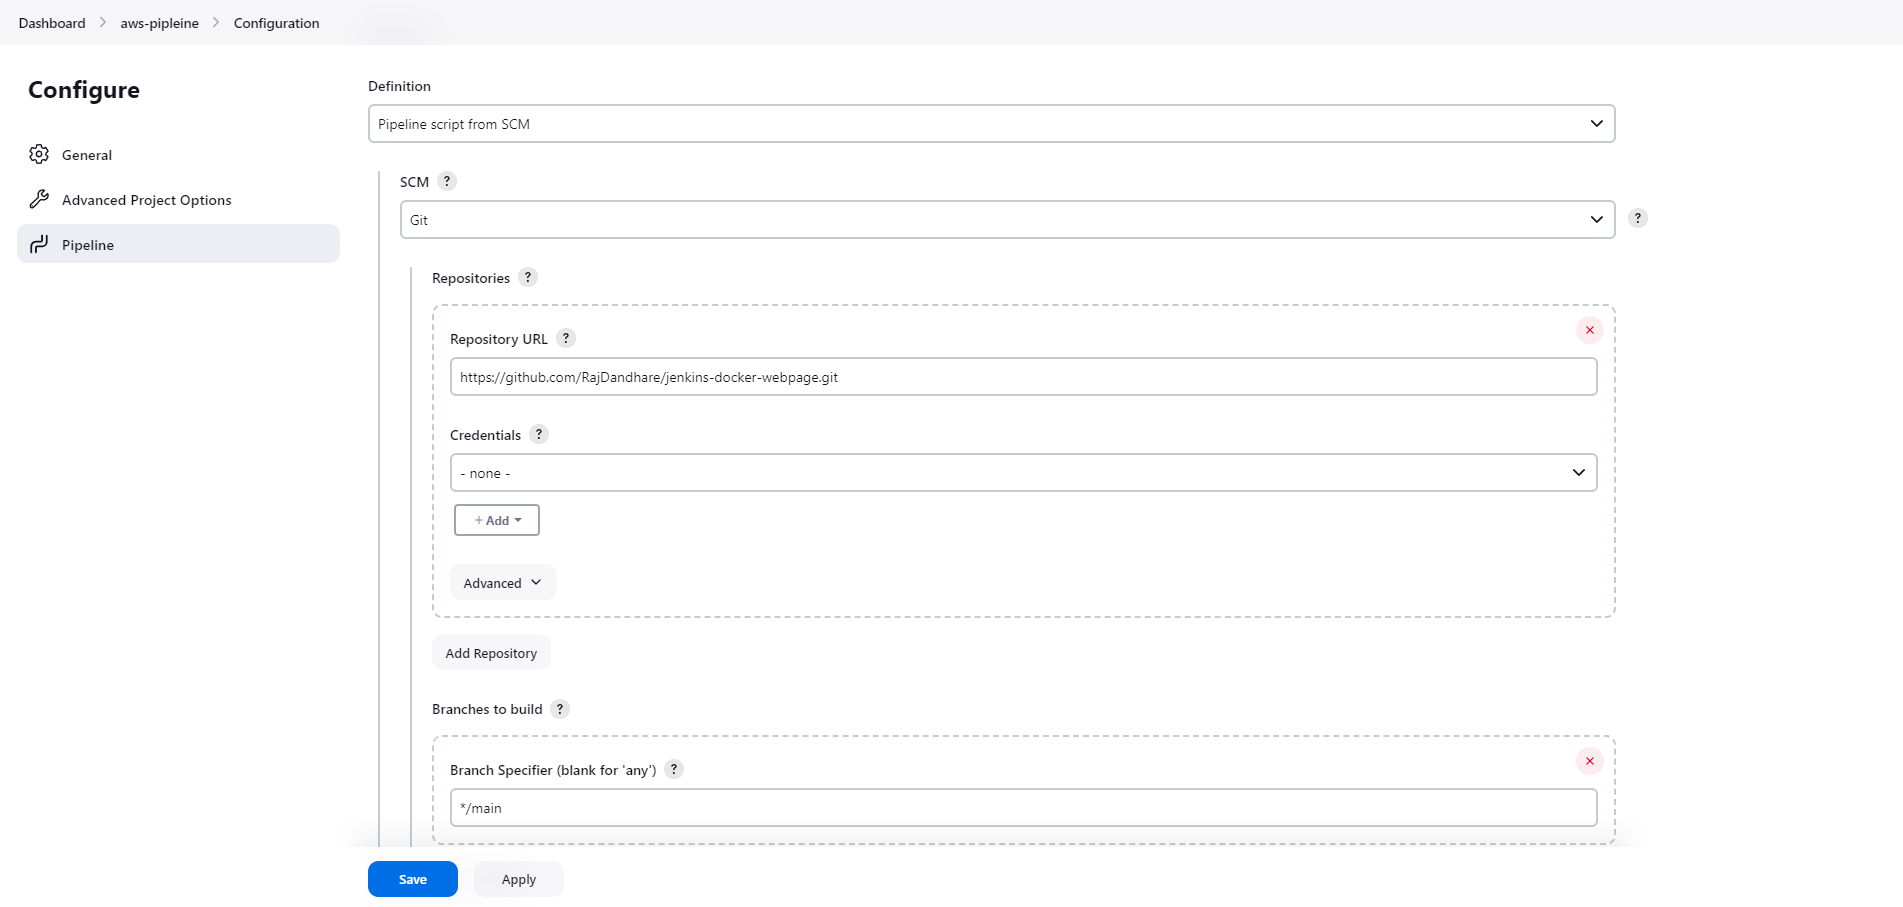 Dashboard > aws-pipleine > Configuration
Configure
General
Advanced Project Options
Pipeline
Definition
Pipeline script from SCM
SCM ?
Git
?
Repositories ?
Repository URL ?
https://github.com/RajDandhare/jenkins-docker-webpage.git
Credentials ?
- none -
+ Add
Advanced
Add Repository
Branches to build ?
Branch Specifier (blank for 'any') ?
*/main
Save Apply